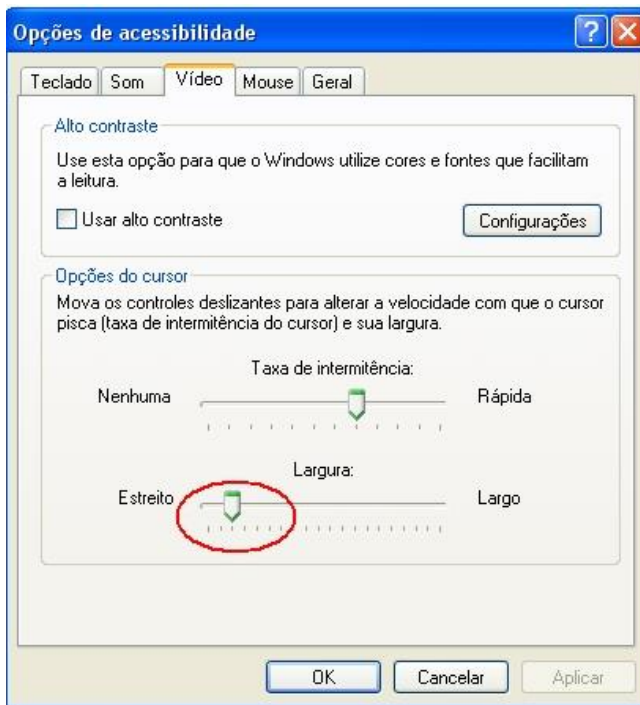 Opções de acessibilidade
Teclado Som Vídeo Mouse Geral
Alto contraste
Use esta opção para que o Windows utilize cores e fontes que facilitam
a leitura.
Usar alto contraste Configurações
Opções do cursor
Mova os controles deslizantes para alterar a velocidade com que o cursor
pisca (taxa de intermitência do cursor) e sua largura.
Taxa de intermitência:
Nenhuma Rápida
Largura:
Estreito Largo
OK Cancelar Aplicar